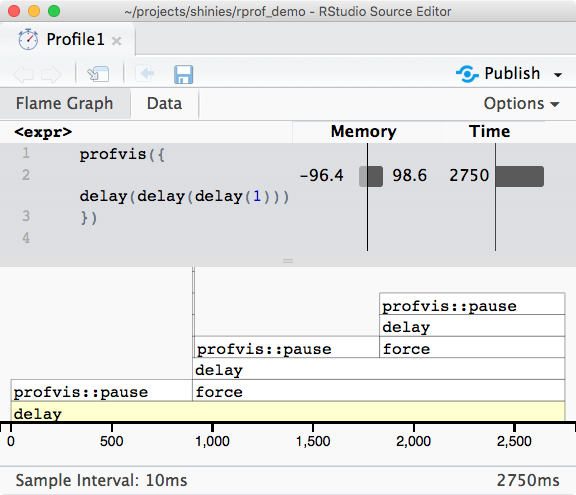 ~/projects/shinies/rprof_demo - RStudio Source Editor
Profile1
Publish
Flame Graph Data Options
<expr> Memory Time
1 profvis({
2 -96.4 98.6 2750
delay(delay(delay(1)))
3 })
4
profvis::pause
delay
profvis::pause force
delay
profvis::pause force
delay
0 500 1,000 1,500 2,000 2,500
Sample Interval: 10ms 2750ms